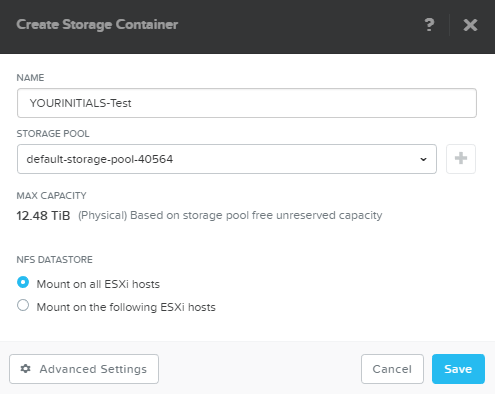 Create Storage Container
?
NAME
YOURINITIALS-Test
STORAGE POOL
default-storage-pool-40564
MAX CAPACITY
12.48 TiB (Physical) Based on storage pool free unreserved capacity
NFS DATASTORE
Mount on all ESXi hosts
Mount on the following ESXi hosts
Advanced Settings Cancel Save